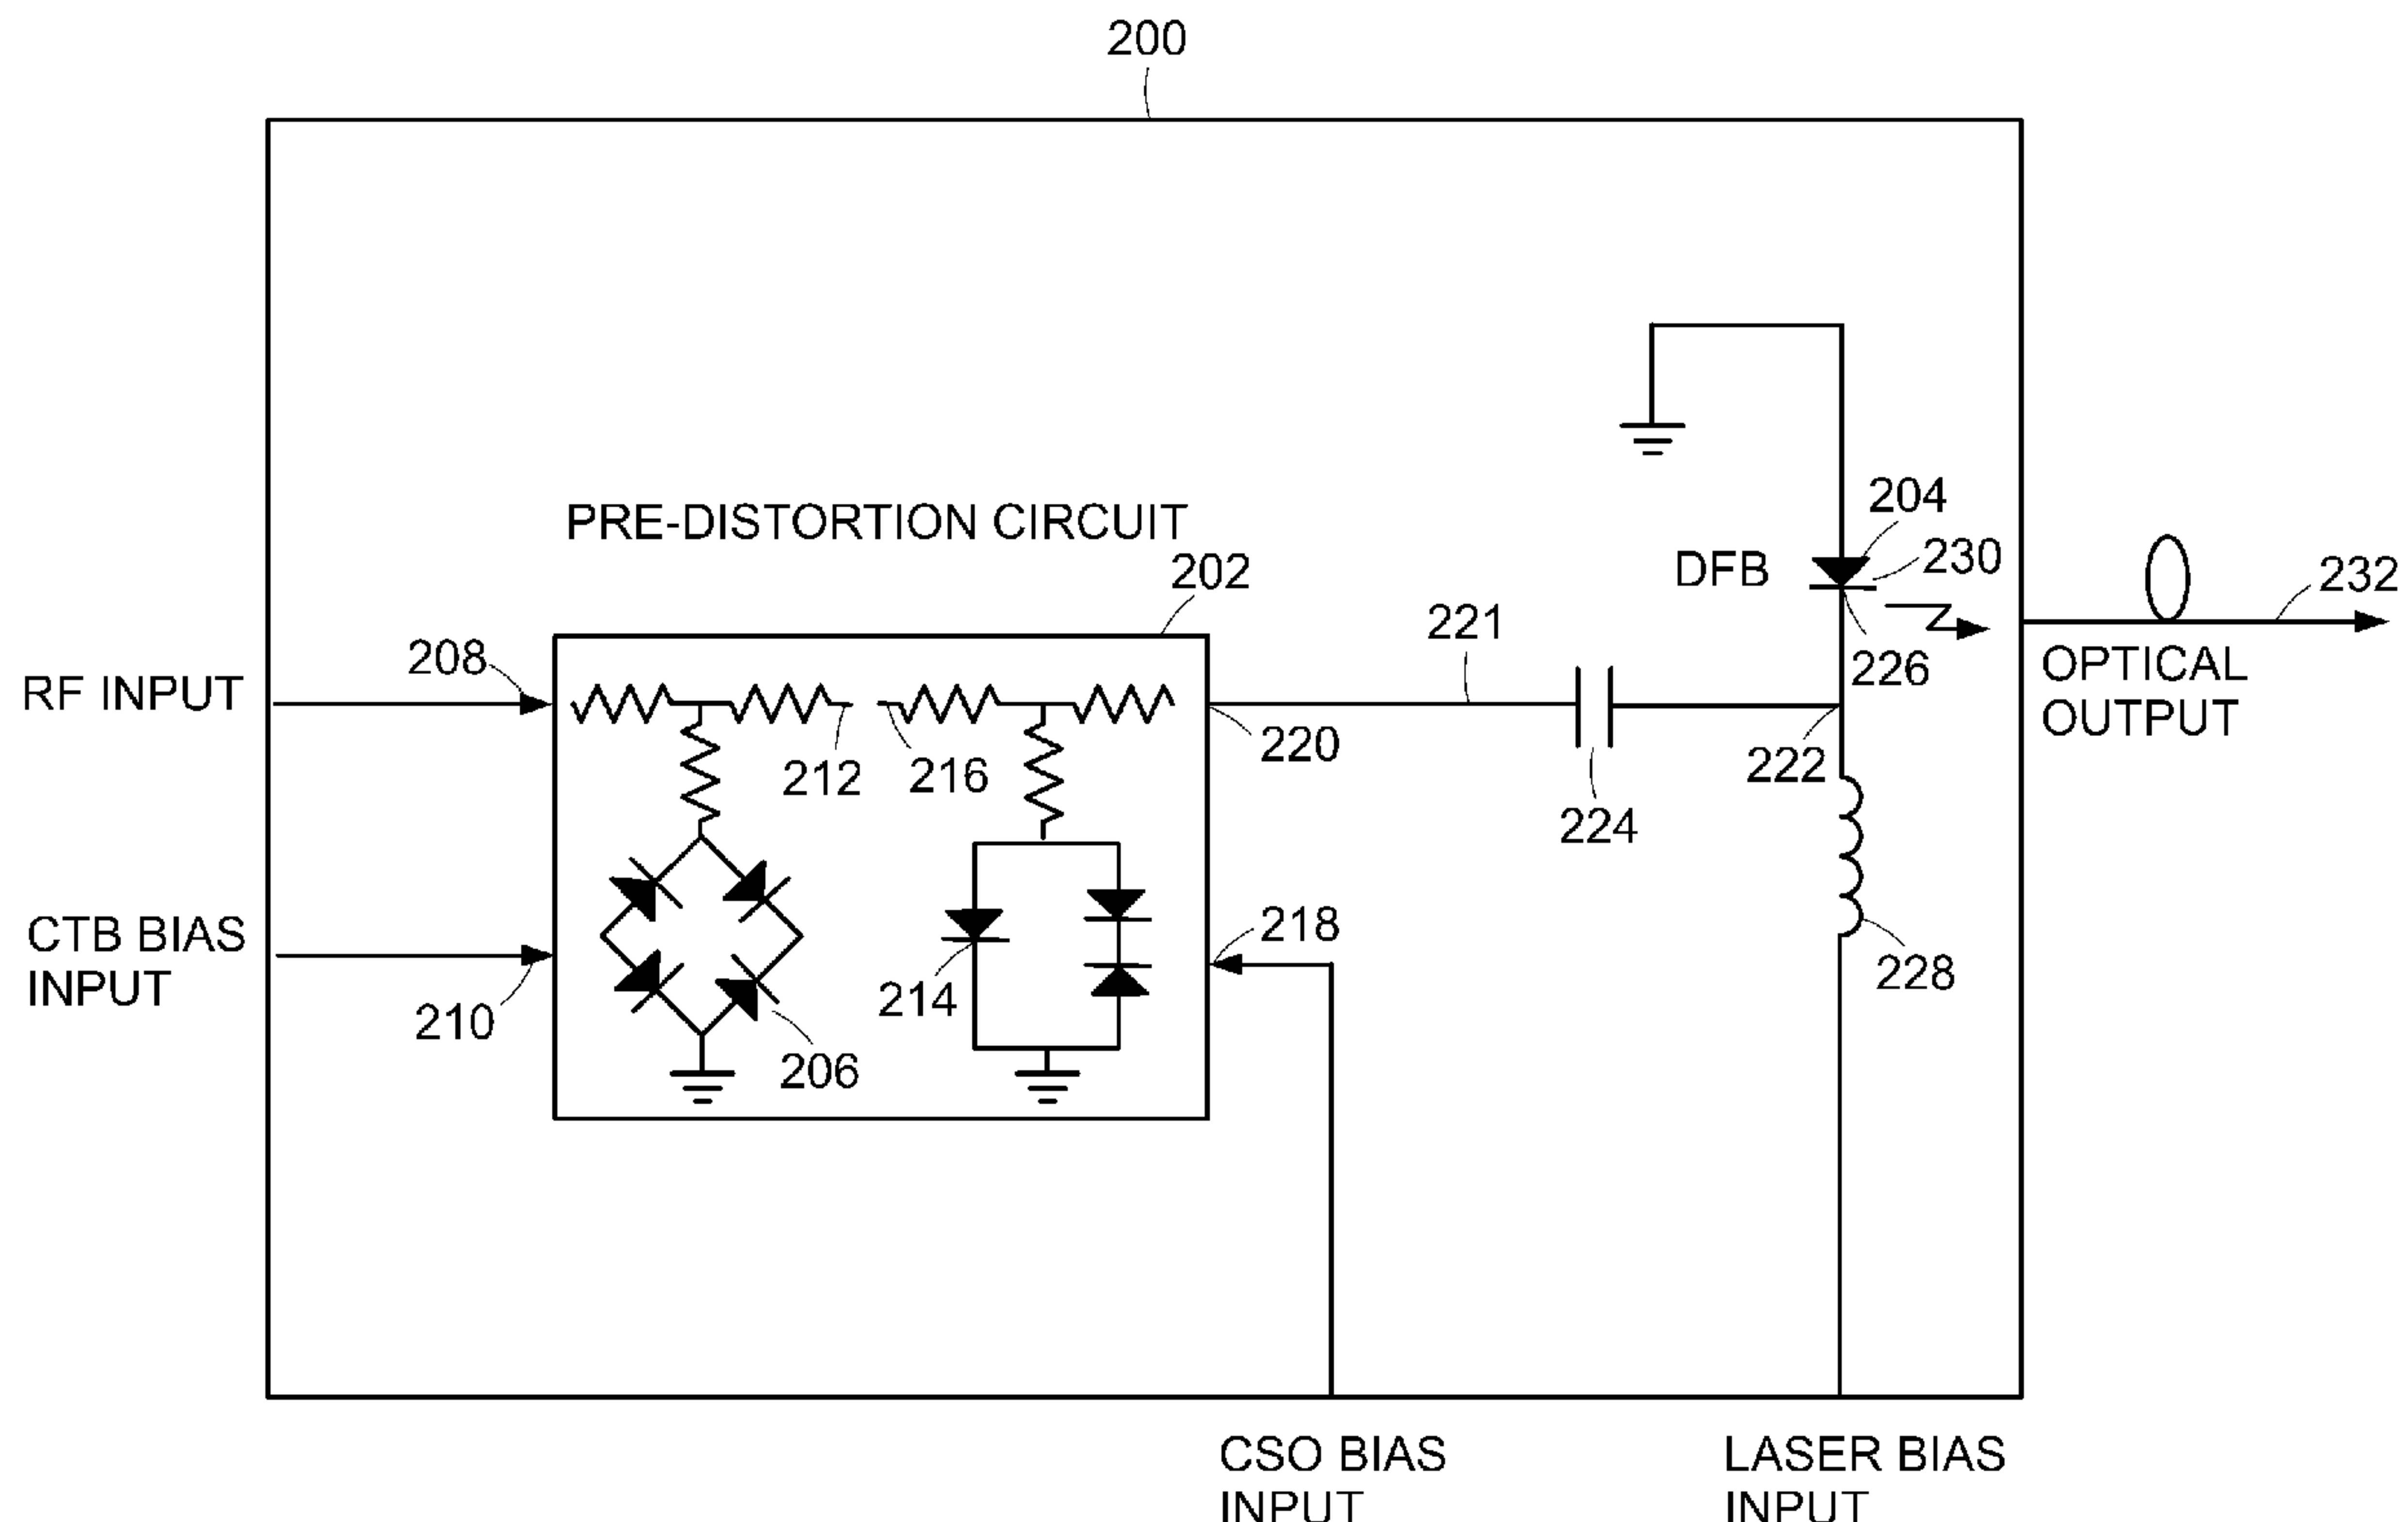 200
PRE-DISTORTION CIRCUIT
202
204
DFB
230
232
221
208
RF INPUT
226
OPTICAL
OUTPUT
212
216
220
222
224
CTB BIAS
INPUT
218
214
228
210
206
CSO BIAS
INPUT
LASER BIAS
INPUT